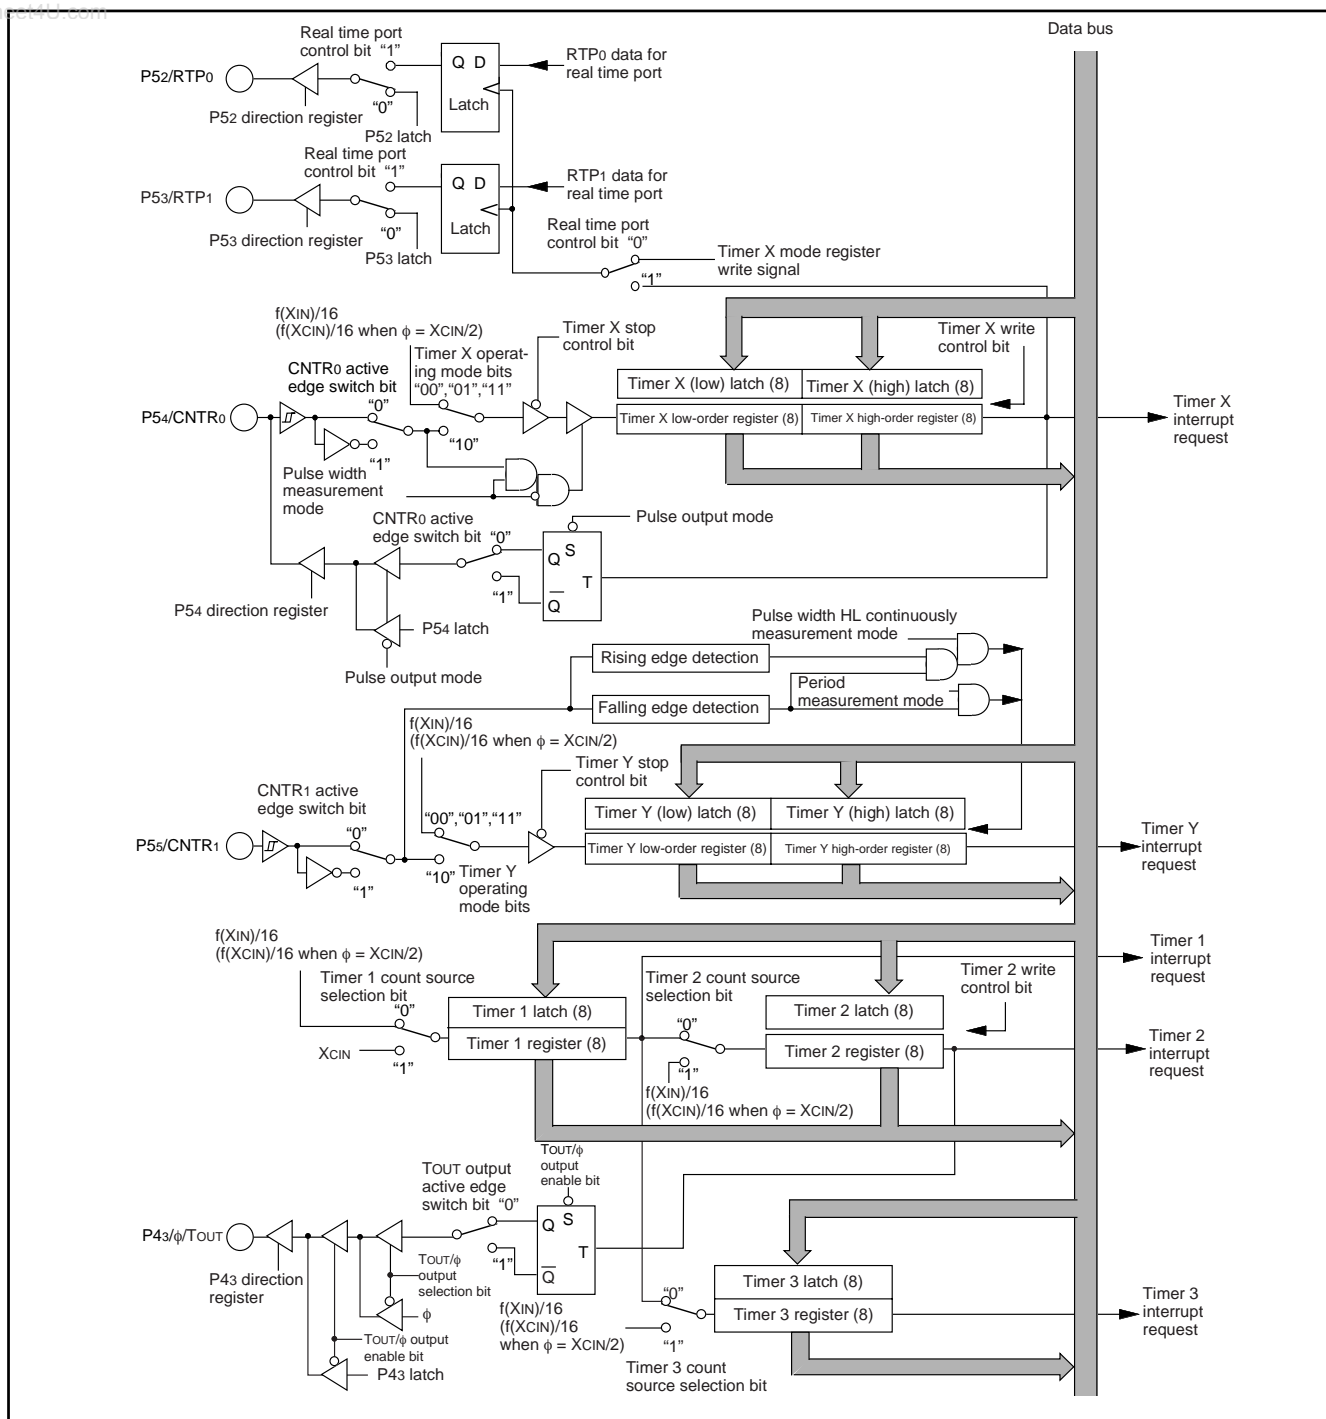 Data bus
Real time port
control bit "1"
Q D
Latch
RTP0 data for
real time port
P52/RTP0
"0"
P52 direction register
P52 latch
Real time port
control bit "1"
Q D
Latch
RTP1 data for
real time port
P53/RTP1
"0"
P53 direction register
P53 latch
Real time port
control bit "0"
"1"
Timer X mode register
write signal
f(XIN)/16
(f(XCIN)/16 when ϕ = XCIN/2)
Timer X stop
control bit
Timer X write
control bit
CNTR0 active
edge switch bit
"0"
Timer X operat-
ing mode bits
"00","01","11"
Timer X (low) latch (8)
Timer X (high) latch (8)
P54/CNTR0
Timer X low-order register (8)
Timer X high-order register (8)
Timer X
interrupt
request
"10"
"1"
Pulse width
measurement
mode
CNTR0 active
edge switch bit "0"
Pulse output mode
Q S
T
"1"
Q
P54 direction register
P54 latch
Pulse output mode
Pulse width HL continuously
measurement mode
Rising edge detection
Period
measurement mode
Falling edge detection
f(XIN)/16
(f(XCIN)/16 when ϕ = XCIN/2)
Timer Y stop
control bit
CNTR1 active
edge switch bit
"0"
"00","01","11"
Timer Y (low) latch (8)
Timer Y (high) latch (8)
P55/CNTR1
Timer Y low-order register (8)
Timer Y high-order register (8)
Timer Y
interrupt
request
"1"
"10"
Timer Y
operating
mode bits
f(XIN)/16
(f(XCIN)/16 when ϕ = XCIN/2)
Timer 1
interrupt
request
Timer 1 count source
selection bit
"0"
Timer 2 count source
selection bit
"0"
Timer 2 write
control bit
Timer 1 latch (8)
Timer 1 register (8)
Timer 2 latch (8)
Timer 2 register (8)
XCIN
"1"
"1"
f(XIN)/16
(f(XCIN)/16 when ϕ = XCIN/2)
Timer 2
interrupt
request
TOUT output
active edge
switch bit "0"
TOUT/ϕ
output
enable bit
Q S
T
"1"
Q
P43/ϕ/TOUT
P43 direction
register
TOUT/ϕ
output
selection bit
ϕ
TOUT/ϕ output
enable bit
P43 latch
f(XIN)/16
(f(XCIN)/16
when ϕ = XCIN/2)
"0"
"1"
Timer 3 count
source selection bit
Timer 3 latch (8)
Timer 3 register (8)
Timer 3
interrupt
request